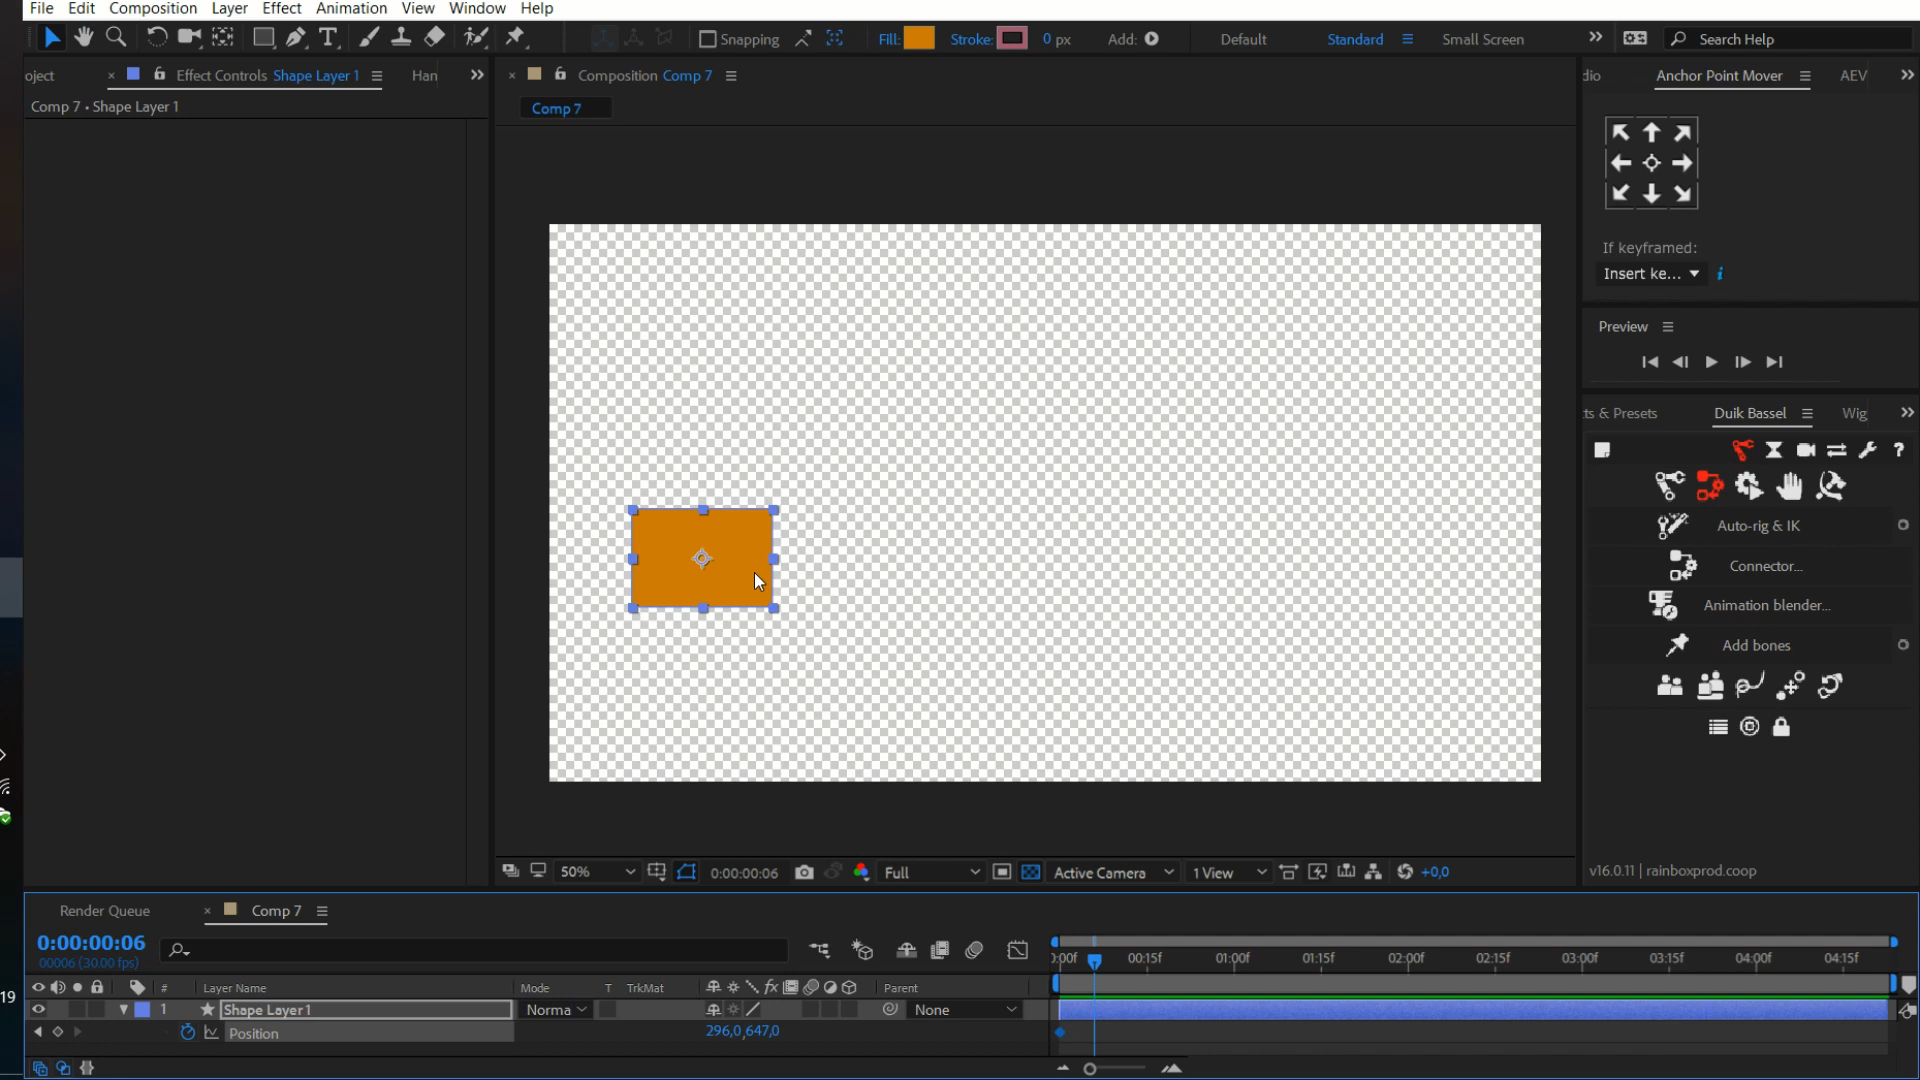 File Edit Composition Layer Effect Animation View Window Help
Snapping Fill: Stroke: 0 px Add: Default Standard Small Screen Search Help
oject Effect Controls Shape Layer 1 Han Composition Comp 7 dio Anchor Point Mover AEV
Comp 7 • Shape Layer 1
Comp 7
If keyframed:
Insert ke...
Preview
ts & Presets Duik Bassel Wig
Auto-rig & IK
Connector...
Animation blender...
Add bones
50% 0:00:00:06 Full Active Camera 1 View +0,0
v16.0.11 | rainboxprod.coop
Render Queue Comp 7
0:00:00:06
00006 (30.00 fps)
):00f 00:15f 01:00f 01:15f 02:00f 02:15f 03:00f 03:15f 04:00f 04:15f
# Layer Name Mode T TrkMat fx Parent
1 Shape Layer 1 Norma None
Position 296,0,647,0
19